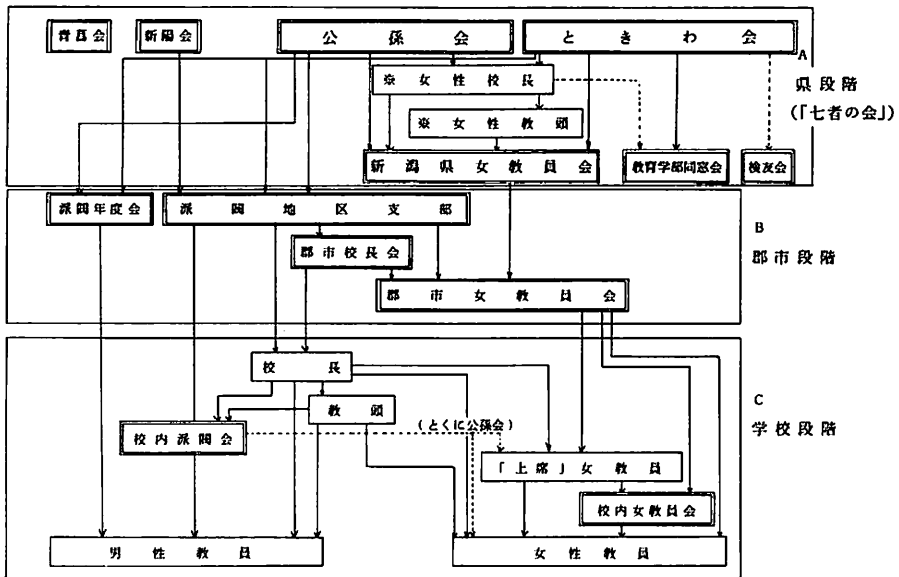 会
新陽会
公孫会
ときわ会
A
県段階
(「七者の会」)
※女性校長
※女性教頭
新潟県女教員会
教育学部同窓会
検友会
派閥年度会
派閥地区支部
B
郡市段階
郡市校長会
郡市女教員会
校長
C
学校段階
教頭
(とくに公孫会)
校内派閥会
「上席」女教員
校内女教員会
男性教員
女性教員